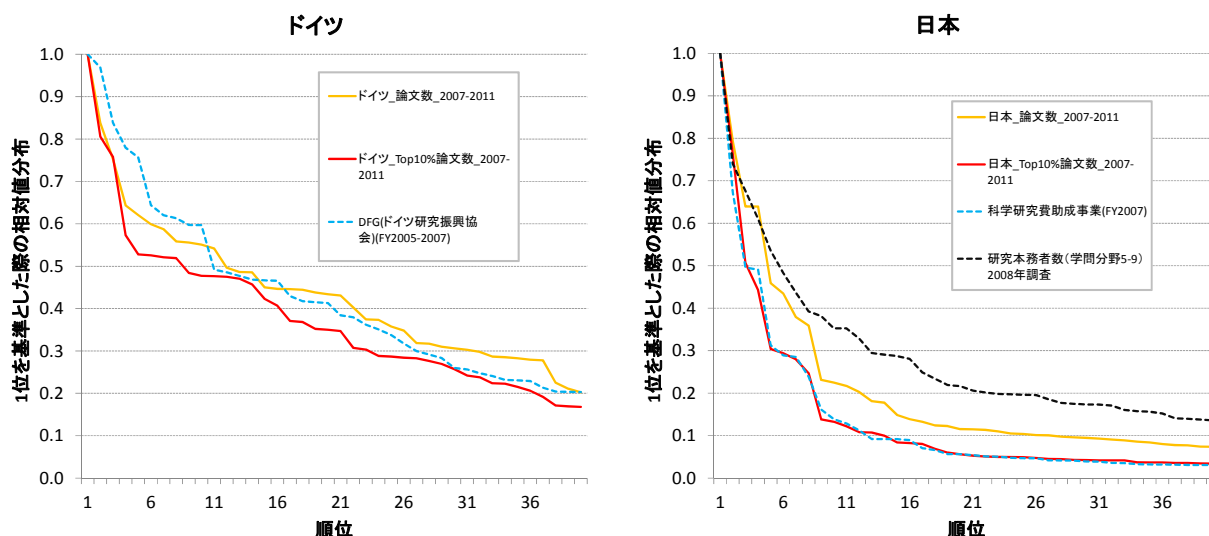 ドイツ
1位を基準とした際の相対値分布
1.0
0.9
0.8
0.7
0.6
0.5
0.4
0.3
0.2
0.1
0.0
ドイツ_論文数_2007-2011
ドイツ_Top10%論文数_2007-
2011
DFG(ドイツ研究振興協
会)(FY2005-2007)
1 6 11 16 21 26 31 36
順位
日本
1位を基準とした際の相対値分布
1.0
0.9
0.8
0.7
0.6
0.5
0.4
0.3
0.2
0.1
0.0
日本_論文数_2007-2011
日本_Top10%論文数_2007-
2011
科学研究費助成事業(FY2007)
研究本務者数(学問分野5-9)
2008年調査
1 6 11 16 21 26 31 36
順位